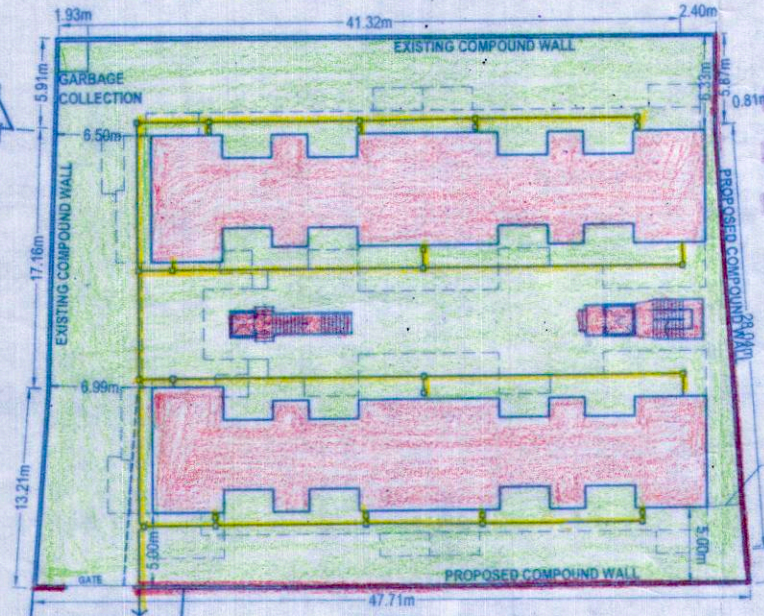 1.93m
41.32m
2.40m
EXISTING COMPOUND WALL
5.91m
GARBAGE
COLLECTION
6.33m
5.87m
0.81m
6.50m
EXISTING COMPOUND WALL
17.16m
PROPOSED COMPOUND WALL
6.99m
13.21m
5.00m
5.00m
GATE
PROPOSED COMPOUND WALL
47.71m